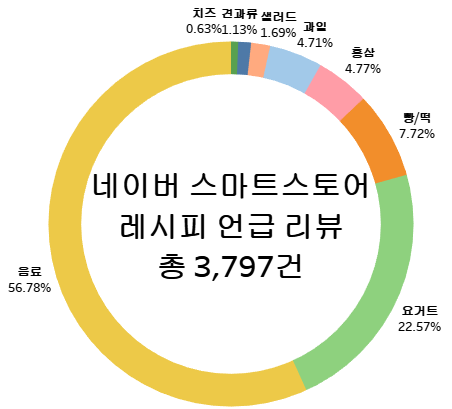 치즈
0.63%
견과류
1.13%
샐러드
1.69%
과일
4.71%
홍삼
4.77%
빵/떡
7.72%
네이버 스마트스토어
레시피 언급 리뷰
총 3,797건
음료
56.78%
요거트
22.57%